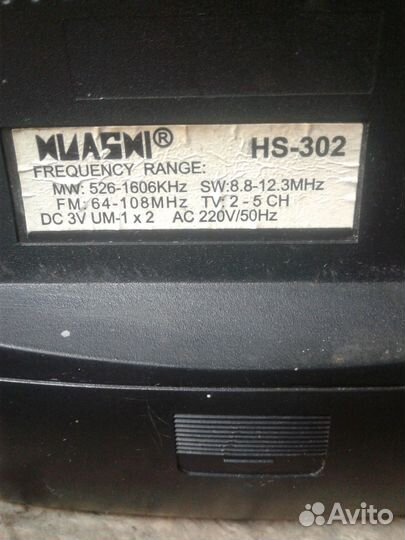 HUASHI® HS-302
FREQUENCY RANGE:
MW: 526-1606KHz SW:8.8-12.3MHz
FM: 64-108MHz TV: 2-5 CH
DC 3V UM-1 x 2 AC 220V/50Hz
Avito